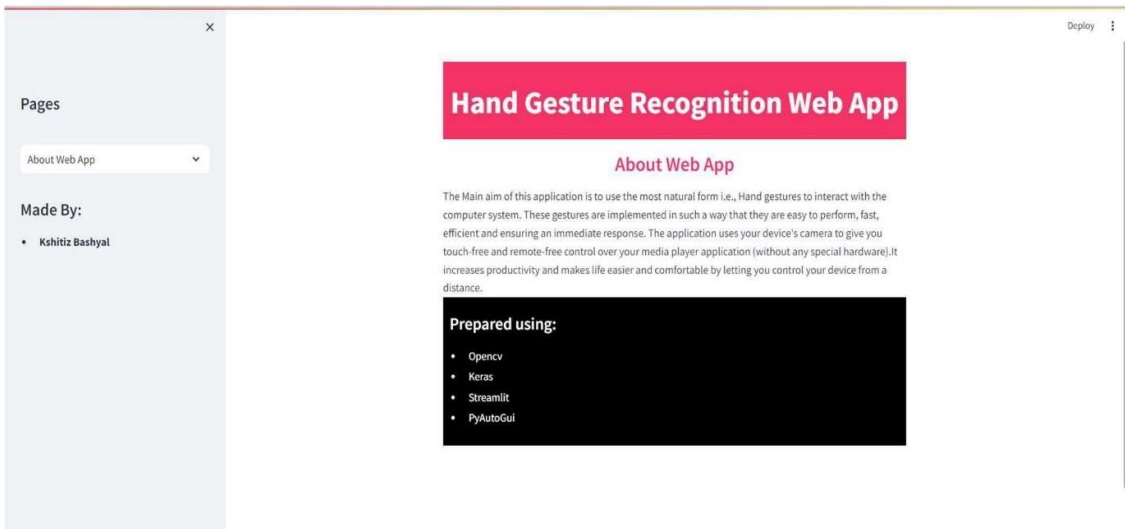 Deploy
Pages
About Web App
Made By:
• Kshitiz Bashyal
Hand Gesture Recognition Web App
About Web App
The Main aim of this application is to use the most natural form i.e., Hand gestures to interact with the
computer system. These gestures are implemented in such a way that they are easy to perform, fast,
efficient and ensuring an immediate response. The application uses your device's camera to give you
touch-free and remote-free control over your media player application (without any special hardware).It
increases productivity and makes life easier and comfortable by letting you control your device from a
distance.
Prepared using:
• Opencv
• Keras
• Streamlit
• PyAutoGui